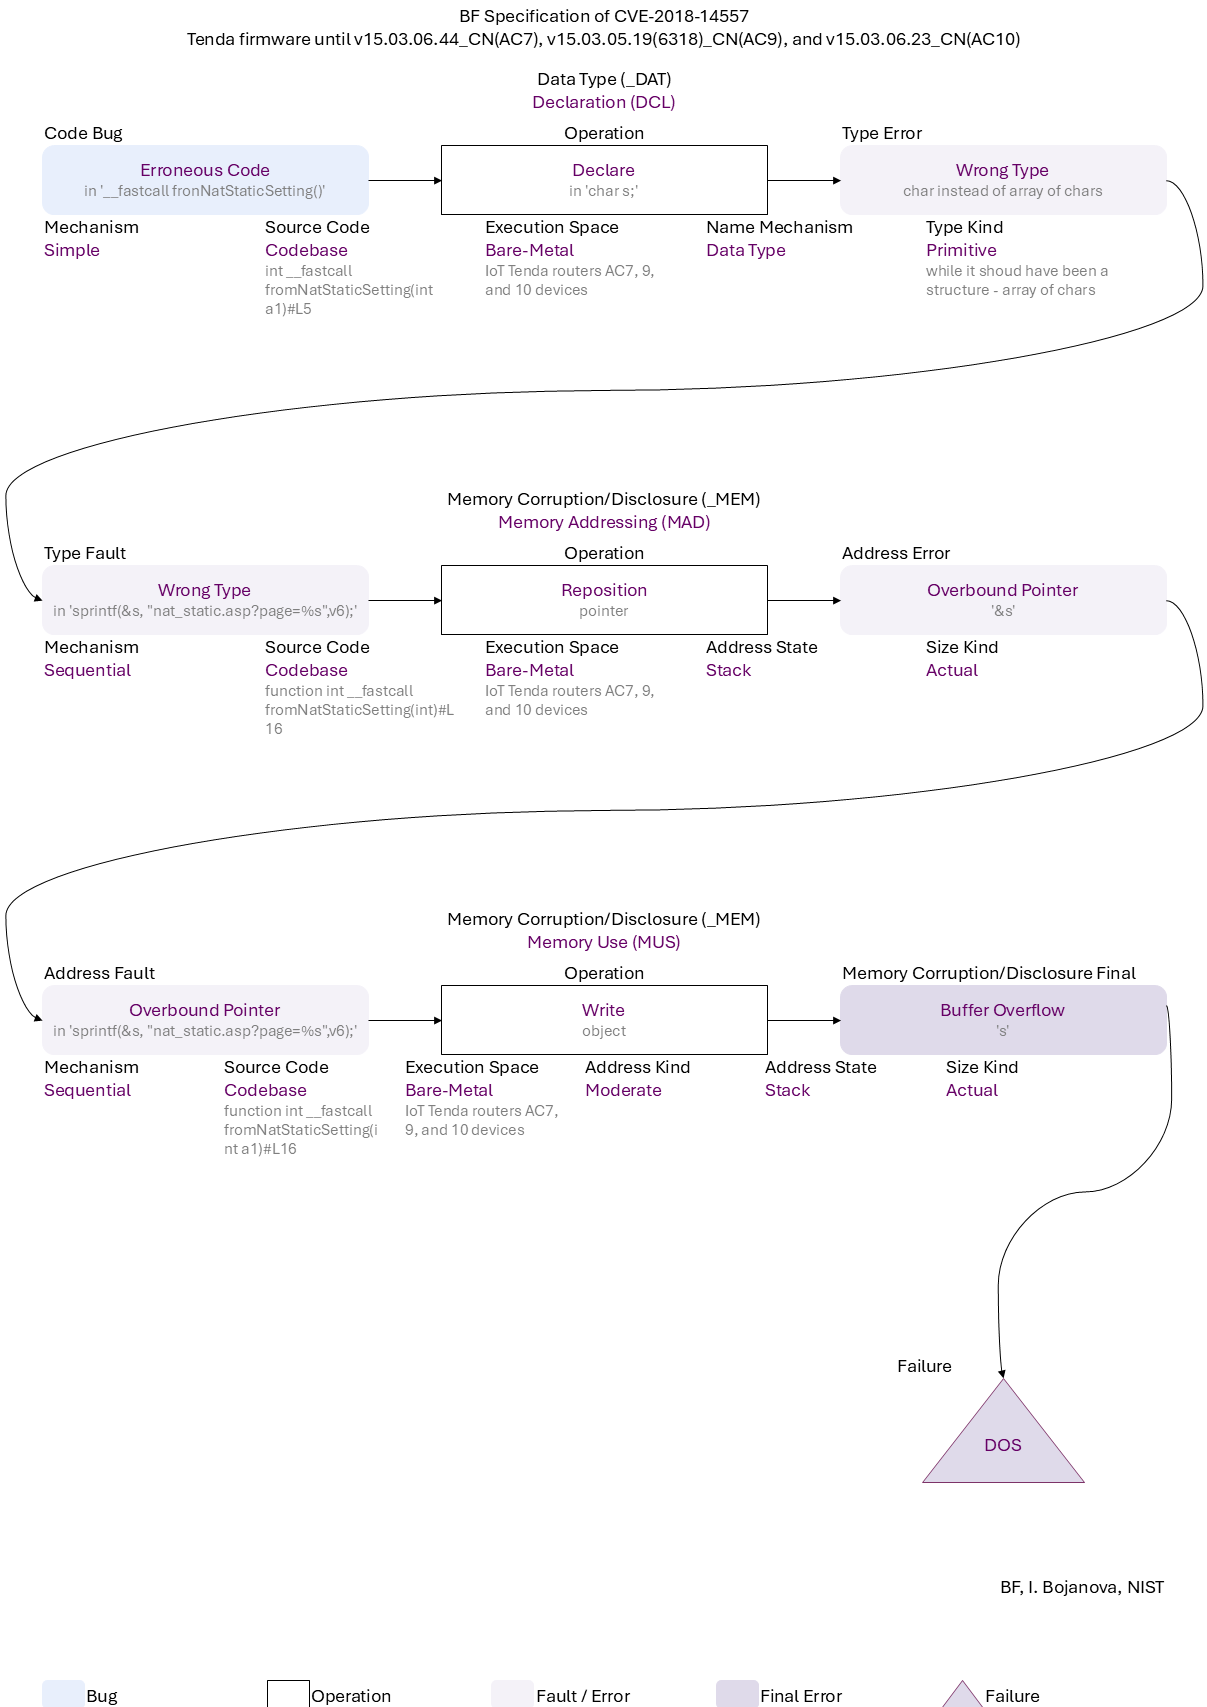 BF Specification of CVE-2018-14557
Tenda firmware until v15.03.06.44_CN(AC7), v15.03.05.19(6318)_CN(AC9), and v15.03.06.23_CN(AC10)
Data Type (_DAT)
Declaration (DCL)
Code Bug
Operation
Type Error
Erroneous Code
in '__fastcall fronNatStaticSetting()'
Declare
in 'char s;'
Wrong Type
char instead of array of chars
Mechanism
Simple
Source Code
Codebase
int __fastcall
fromNatStaticSetting(int
a1)#L5
Execution Space
Bare-Metal
IoT Tenda routers AC7, 9,
and 10 devices
Name Mechanism
Data Type
Type Kind
Primitive
while it shoud have been a
structure - array of chars
Memory Corruption/Disclosure (_MEM)
Memory Addressing (MAD)
Type Fault
Operation
Address Error
Wrong Type
in 'sprintf(&s, "nat_static.asp?page=%s",v6);'
Reposition
pointer
Overbound Pointer
'&s'
Mechanism
Sequential
Source Code
Codebase
function int __fastcall
fromNatStaticSetting(int)#L
16
Execution Space
Bare-Metal
IoT Tenda routers AC7, 9,
and 10 devices
Address State
Stack
Size Kind
Actual
Memory Corruption/Disclosure (_MEM)
Memory Use (MUS)
Address Fault
Operation
Memory Corruption/Disclosure Final
Overbound Pointer
in 'sprintf(&s, "nat_static.asp?page=%s",v6);'
Write
object
Buffer Overflow
's'
Mechanism
Sequential
Source Code
Codebase
function int __fastcall
fromNatStaticSetting(i
nt a1)#L16
Execution Space
Bare-Metal
IoT Tenda routers AC7,
9, and 10 devices
Address Kind
Moderate
Address State
Stack
Size Kind
Actual
Failure
DOS
BF, I. Bojanova, NIST
Bug
Operation
Fault / Error
Final Error
Failure